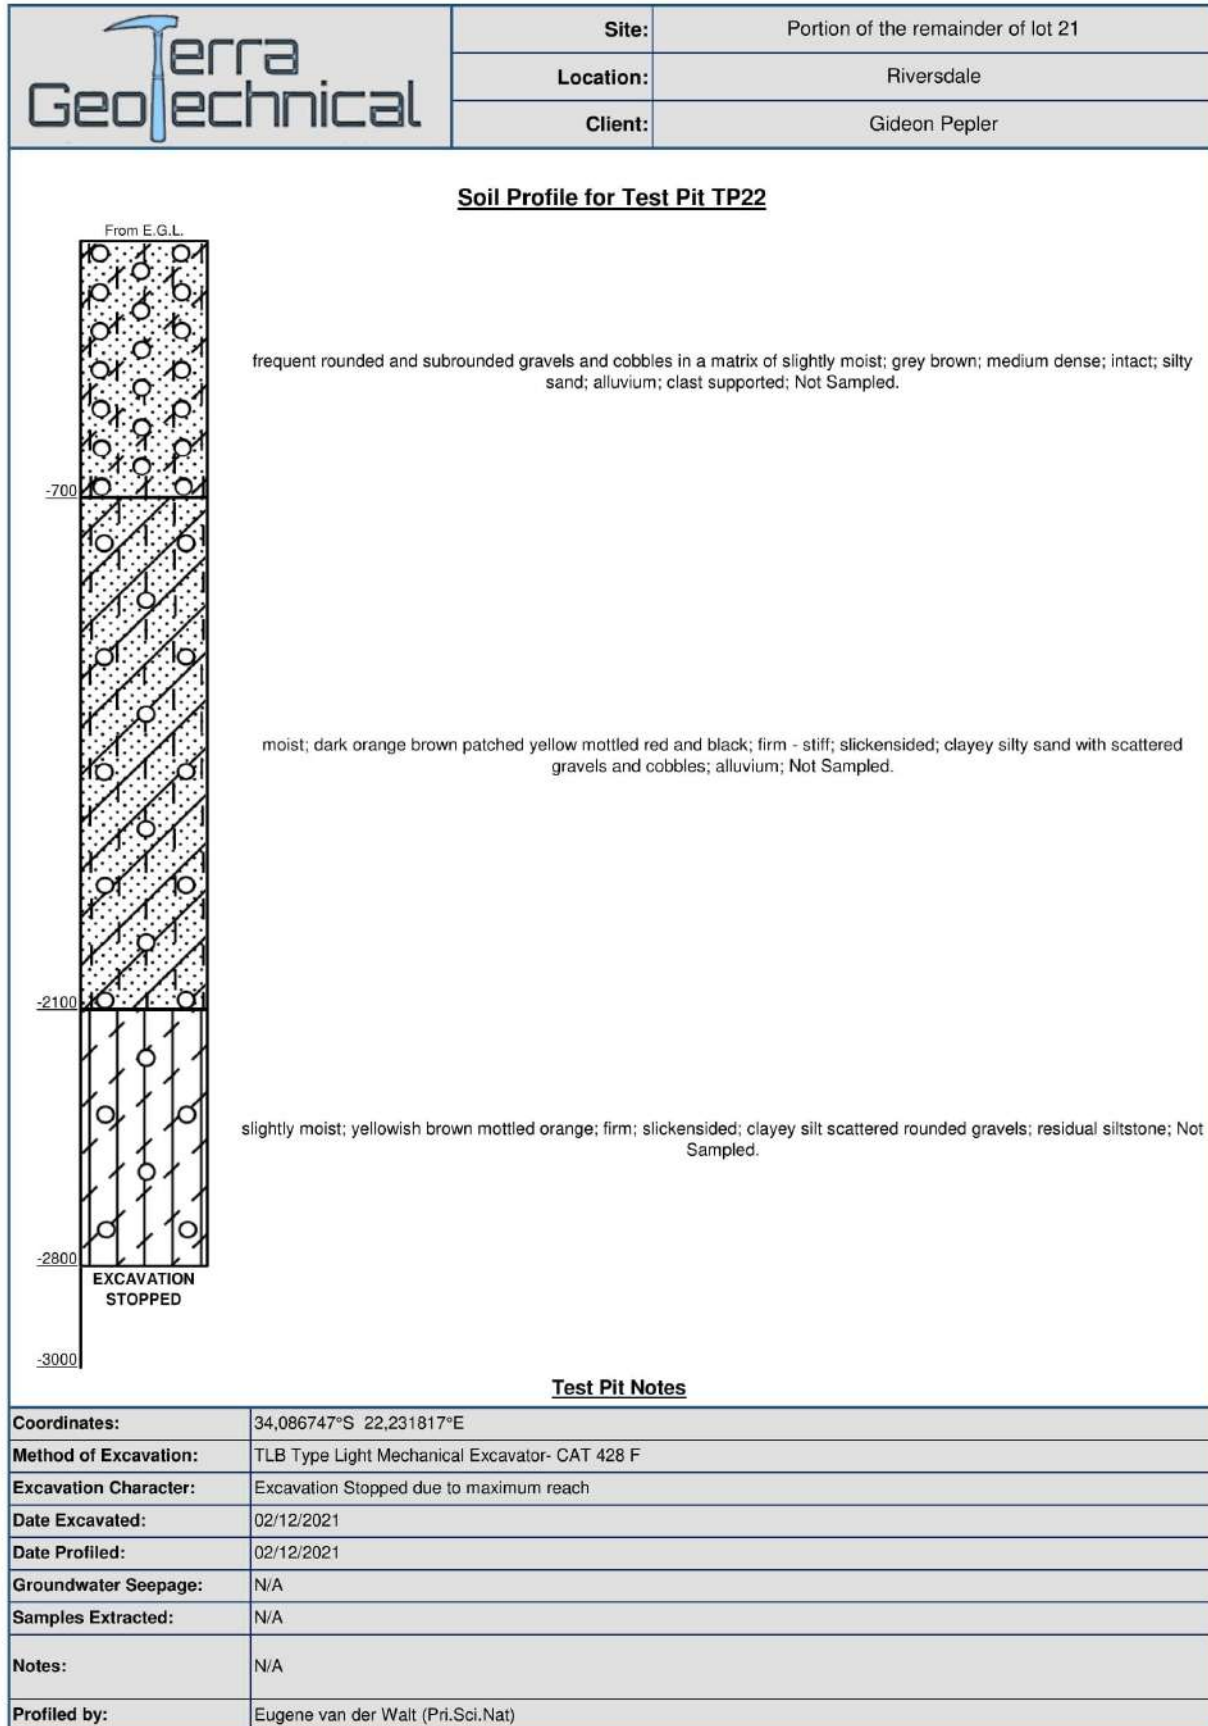 Terra
GeoTechnical
Site: Portion of the remainder of lot 21
Location: Riversdale
Client: Gideon Pepler
Soil Profile for Test Pit TP22
From E.G.L.
frequent rounded and subrounded gravels and cobbles in a matrix of slightly moist; grey brown; medium dense; intact; silty
sand; alluvium; clast supported; Not Sampled.
-700
moist; dark orange brown patched yellow mottled red and black; firm - stiff; slickensided; clayey silty sand with scattered
gravels and cobbles; alluvium; Not Sampled.
-2100
slightly moist; yellowish brown mottled orange; firm; slickensided; clayey silt scattered rounded gravels; residual siltstone; Not
Sampled.
-2800
EXCAVATION
STOPPED
-3000
Test Pit Notes
Coordinates: 34,086747°S 22,231817°E
Method of Excavation: TLB Type Light Mechanical Excavator- CAT 428 F
Excavation Character: Excavation Stopped due to maximum reach
Date Excavated: 02/12/2021
Date Profiled: 02/12/2021
Groundwater Seepage: N/A
Samples Extracted: N/A
Notes: N/A
Profiled by: Eugene van der Walt (Pri.Sci.Nat)